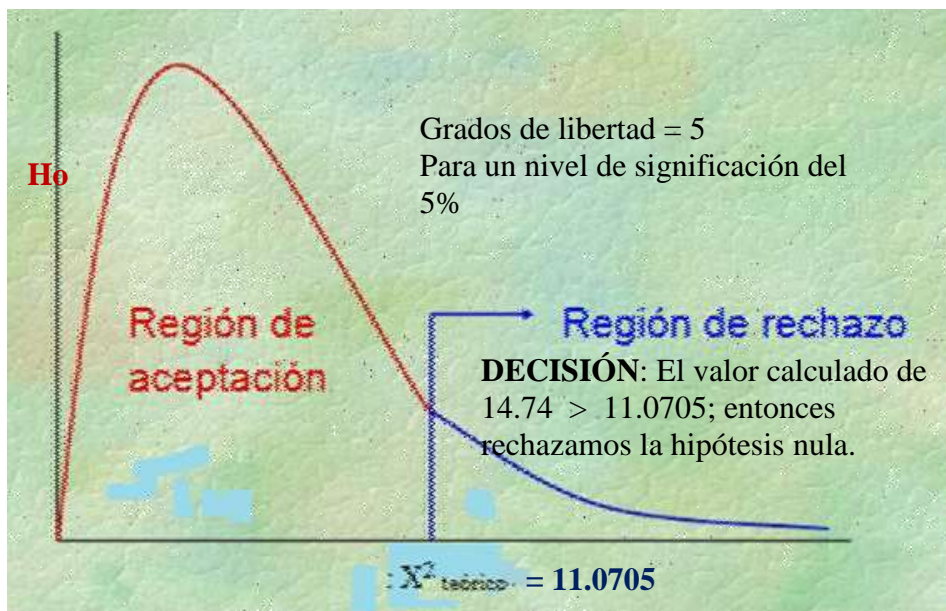 Grados de libertad = 5
Para un nivel de significación del
5%
Ho
Región de
aceptación
Región de rechazo
DECISIÓN: El valor calculado de
14.74 > 11.0705; entonces
rechazamos la hipótesis nula.
: X² teórico = 11.0705